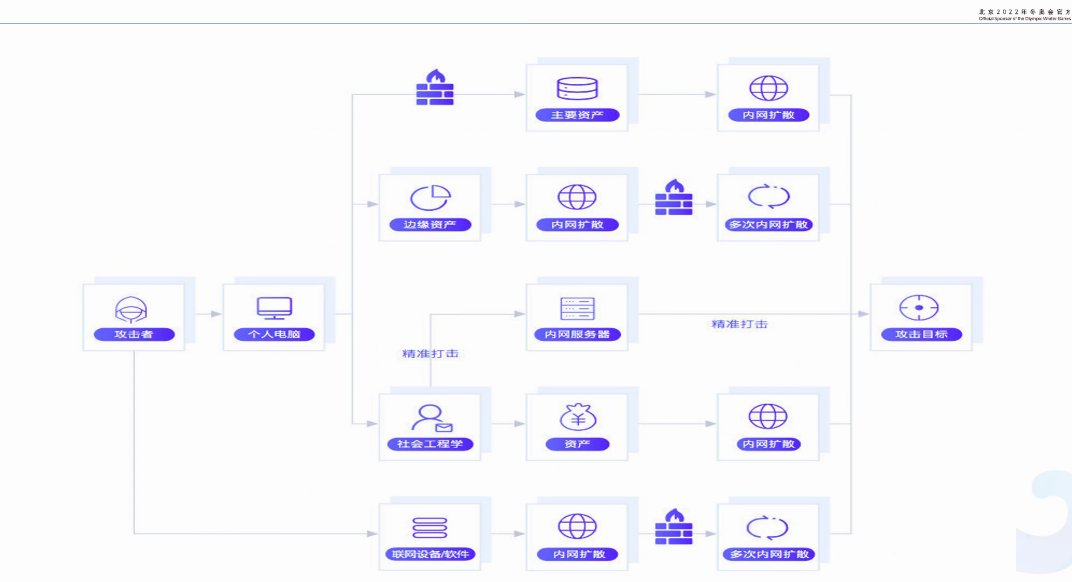 北京2022年冬奥会官方
Official Sponsor of the Olympic Winter Games
主要资产
内网扩散
边缘资产
内网扩散
多次内网扩散
攻击者
个人电脑
内网服务器
精准打击
攻击目标
精准打击
社会工程学
资产
内网扩散
联网设备/软件
内网扩散
多次内网扩散